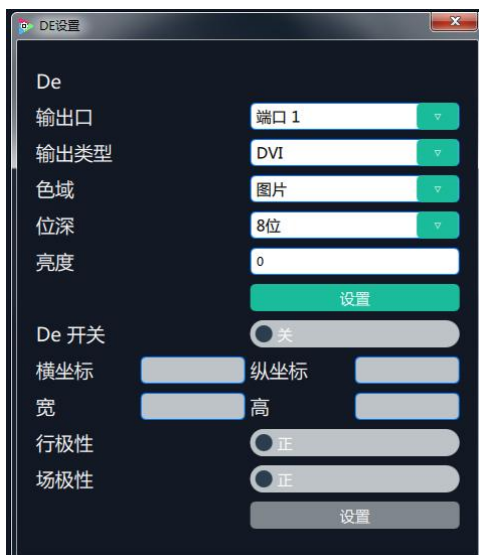 DE设置
De
输出口 端口 1
输出类型 DVI
色域 图片
位深 8位
亮度 0
设置
De 开关 关
横坐标 纵坐标
宽 高
行极性 正
场极性 正
设置